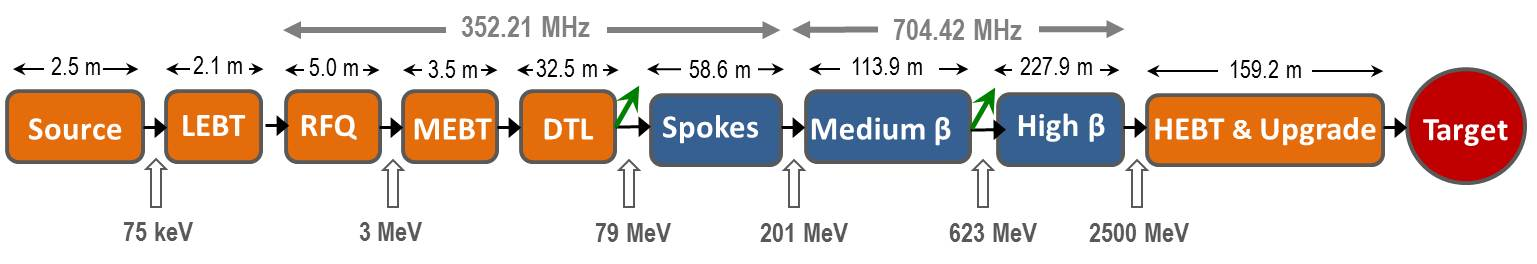 352.21 MHz
704.42 MHz
2.5 m
2.1 m
5.0 m
3.5 m
32.5 m
58.6 m
113.9 m
227.9 m
159.2 m
Source
LEBT
RFQ
MEBT
DTL
Spokes
Medium β
High β
HEBT & Upgrade
Target
75 keV
3 MeV
79 MeV
201 MeV
623 MeV
2500 MeV